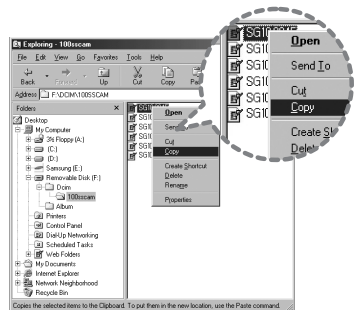 Exploring - 100sscam
File Edit View Go Favorites Tools Help
Back Forward Up Cut Copy
Address F:\DCIM\100SSCAM
Folders ×
Desktop
My Computer
3½ Floppy (A:)
(C:)
(D:)
Samsung (E:)
Removable Disk (F:)
Dcim
100sscam
Album
Printers
Control Panel
Dial-Up Networking
Scheduled Tasks
Web Folders
My Documents
Internet Explorer
Network Neighborhood
Recycle Bin
Open
Cut
Copy
Create Shortcut
Delete
Rename
Properties
Open
Send To
Cut
Copy
Create
Copies the selected items to the Clipboard. To put them in the new location, use the Paste command.